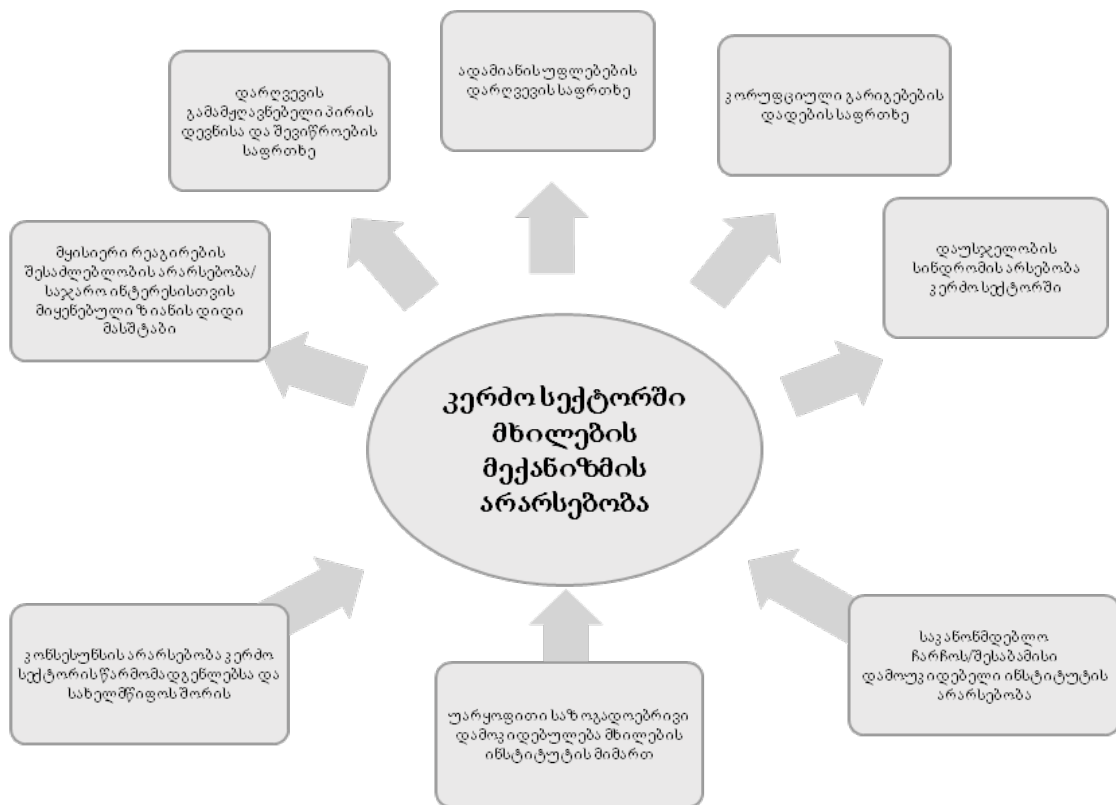 ადამიანის უფლებების
დარღვევის საფრთხე
დარღვევის
გამამჟღავნებელი პირის
დევნისა და შევიწროების
საფრთხე
კორუფციული გარიგებების
დადების საფრთხე
მყისიერი რეაგირების
შესაძლებლობის არარსებობა/
საჯარო ინტერესისთვის
მიყენებული ზიანის დიდი
მასშტაბი
დაუსჯელობის
სინდრომის არსებობა
კერძო სექტორში
კერძო სექტორში
მხილების
მექანიზმის
არარსებობა
კონსესუნსის არარსებობა კერძო
სექტორის წარმომადგენლებსა და
სახელმწიფოს შორის
უარყოფითი საზოგადოებრივი
დამოკიდებულება მხილების
ინსტიტუტის მიმართ
საკანონმდებლო
ჩარჩოს/შესაბამისი
დამოუკიდებელი ინსტიტუტის
არარსებობა